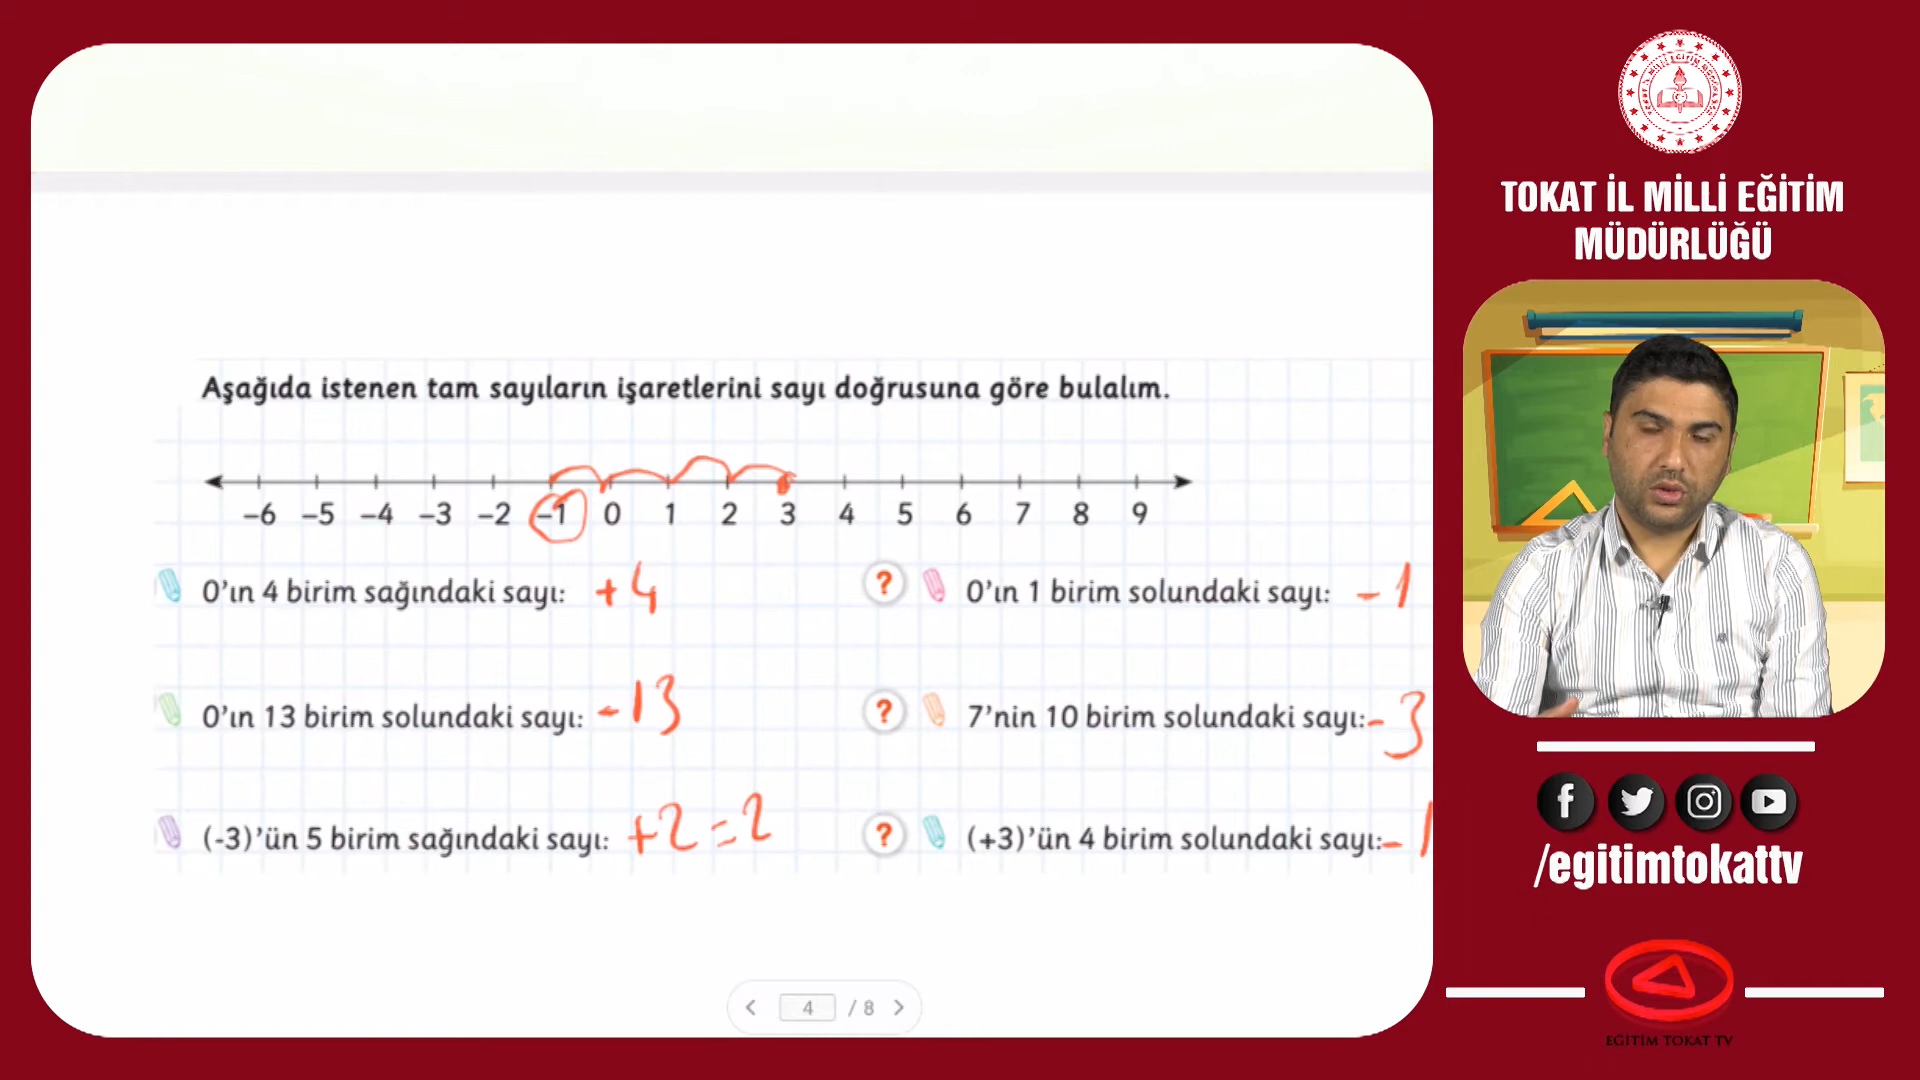 TOKAT İL MİLLİ EĞİTİM
MÜDÜRLÜĞÜ
Aşağıda istenen tam sayıların işaretlerini sayı doğrusuna göre bulalım.
−6 −5 −4 −3 −2 −1 0 1 2 3 4 5 6 7 8 9
0'ın 4 birim sağındaki sayı: +4
? 0'ın 1 birim solundaki sayı: -1
0'ın 13 birim solundaki sayı: -13
? 7'nin 10 birim solundaki sayı: -3
(-3)'ün 5 birim sağındaki sayı: +2 = 2
? (+3)'ün 4 birim solundaki sayı: -1
4 / 8
/egitimtokattv
EĞİTİM TOKAT TV